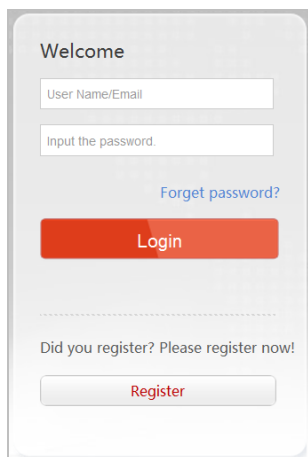 Welcome
User Name/Email
Input the password.
Forget password?
Login
Did you register? Please register now!
Register